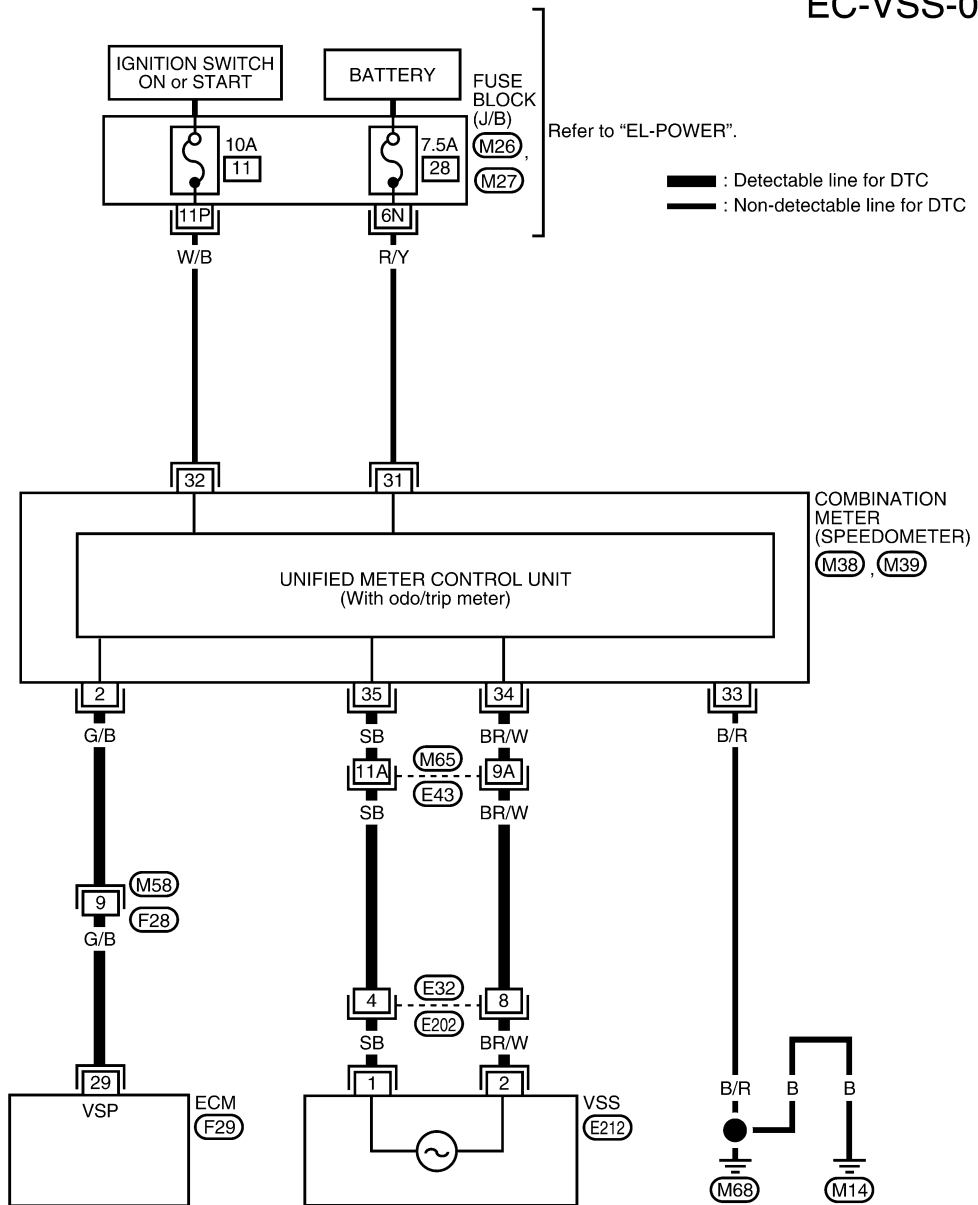 EC-VSS-0
IGNITION SWITCH
ON or START
BATTERY
FUSE
BLOCK
(J/B)
M26 ,
M27
Refer to “EL-POWER”.
10A
11
7.5A
28
: Detectable line for DTC
: Non-detectable line for DTC
11P
6N
W/B
R/Y
32
31
COMBINATION
METER
(SPEEDOMETER)
M38 , M39
UNIFIED METER CONTROL UNIT
(With odo/trip meter)
2
35
34
33
G/B
SB
BR/W
B/R
11A
M65
9A
E43
SB
BR/W
9
M58
F28
G/B
4
E32
8
E202
SB
BR/W
29
1
2
B/R
B
B
VSP
ECM
F29
VSS
E212
M68
M14